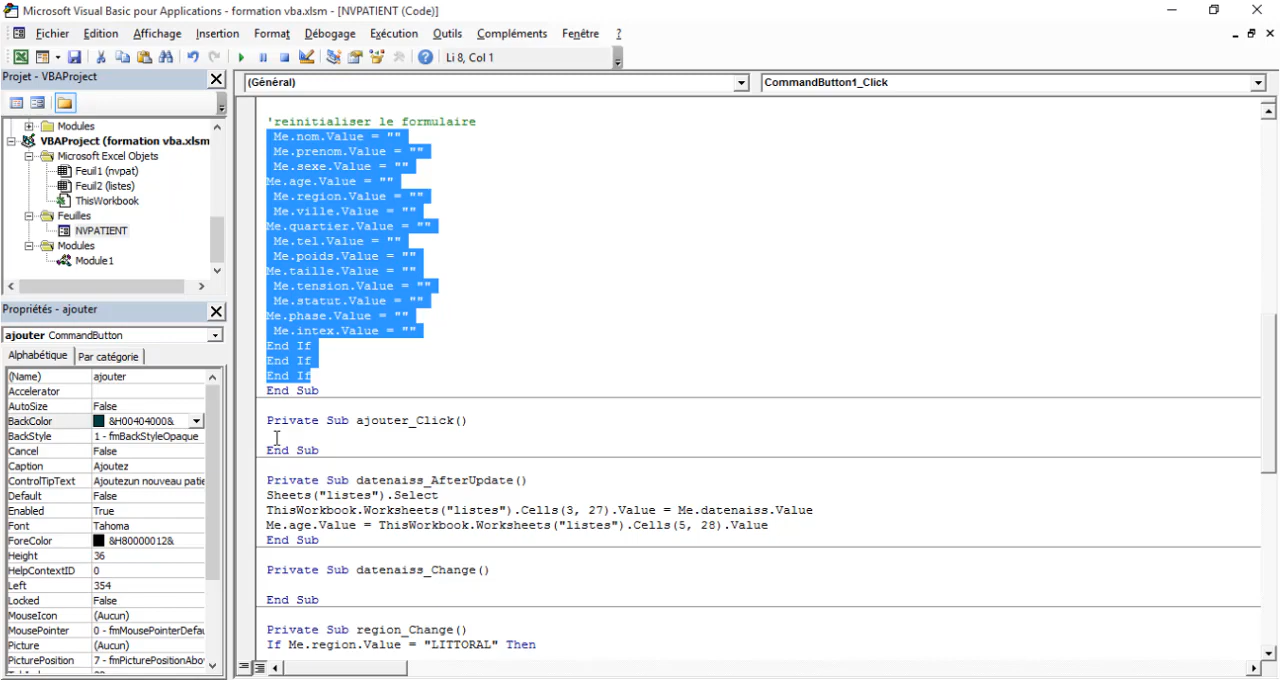 Microsoft Visual Basic pour Applications - formation vba.xlsm - [NVPATIENT (Code)]
Fichier Edition Affichage Insertion Format Débogage Exécution Outils Compléments Fenêtre ?
Li 8, Col 1
Projet - VBAProject
(Général)
CommandButton1_Click
Modules
VBAProject (formation vba.xlsm
Microsoft Excel Objets
Feuil1 (nvpat)
Feuil2 (listes)
ThisWorkbook
Feuilles
NVPATIENT
Modules
Module1
Propriétés - ajouter
ajouter CommandButton
Alphabétique Par catégorie
(Name) ajouter
Accelerator
AutoSize False
BackColor &H00404000&
BackStyle 1 - fmBackStyleOpaque
Cancel False
Caption Ajoutez
ControlTipText Ajoutezun nouveau patie
Default False
Enabled True
Font Tahoma
ForeColor &H80000012&
Height 36
HelpContextID 0
Left 354
Locked False
MouseIcon (Aucun)
MousePointer 0 - fmMousePointerDefau
Picture (Aucun)
PicturePosition 7 - fmPicturePositionAbov
'reinitialiser le formulaire
Me.nom.Value = ""
Me.prenom.Value = ""
Me.sexe.Value = ""
Me.age.Value = ""
Me.region.Value = ""
Me.ville.Value = ""
Me.quartier.Value = ""
Me.tel.Value = ""
Me.poids.Value = ""
Me.taille.Value = ""
Me.tension.Value = ""
Me.statut.Value = ""
Me.phase.Value = ""
Me.intex.Value = ""
End If
End If
End If
End Sub
Private Sub ajouter_Click()
End Sub
Private Sub datenaiss_AfterUpdate()
Sheets("listes").Select
ThisWorkbook.Worksheets("listes").Cells(3, 27).Value = Me.datenaiss.Value
Me.age.Value = ThisWorkbook.Worksheets("listes").Cells(5, 28).Value
End Sub
Private Sub datenaiss_Change()
End Sub
Private Sub region_Change()
If Me.region.Value = "LITTORAL" Then